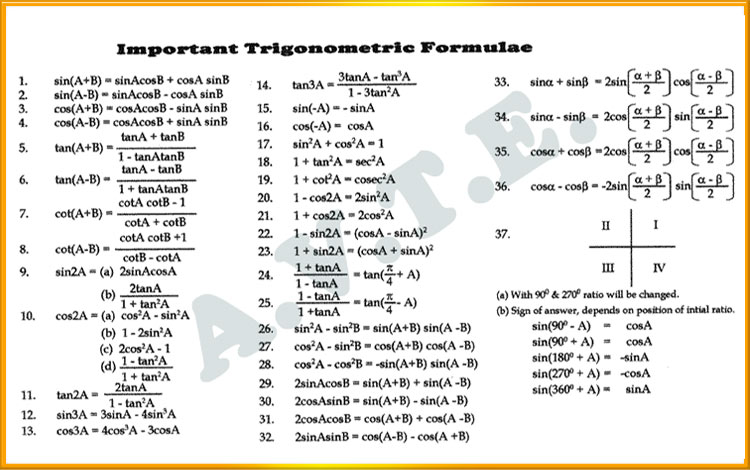 Important Trigonometric Formulae
1. sin(A+B) = sinAcosB + cosA sinB
2. sin(A-B) = sinAcosB - cosA sinB
3. cos(A+B) = cosAcosB - sinA sinB
4. cos(A-B) = cosAcosB + sinA sinB
5. tan(A+B) = (tanA + tanB)/(1 - tanAtanB)
6. tan(A-B) = (tanA - tanB)/(1 + tanAtanB)
7. cot(A+B) = (cotA cotB - 1)/(cotA + cotB)
8. cot(A-B) = (cotA cotB +1)/(cotB - cotA)
9. sin2A = (a) 2sinAcosA
(b) 2tanA/(1 + tan²A)
10. cos2A = (a) cos²A - sin²A
(b) 1 - 2sin²A
(c) 2cos²A - 1
(d) (1 - tan²A)/(1 + tan²A)
11. tan2A = 2tanA/(1 - tan²A)
12. sin3A = 3sinA - 4sin³A
13. cos3A = 4cos³A - 3cosA
14. tan3A = (3tanA - tan³A)/(1 - 3tan²A)
15. sin(-A) = - sinA
16. cos(-A) = cosA
17. sin²A + cos²A = 1
18. 1 + tan²A = sec²A
19. 1 + cot²A = cosec²A
20. 1 - cos2A = 2sin²A
21. 1 + cos2A = 2cos²A
22. 1 - sin2A = (cosA - sinA)²
23. 1 + sin2A = (cosA + sinA)²
24. (1 + tanA)/(1 - tanA) = tan(π/4 + A)
25. (1 - tanA)/(1 +tanA) = tan(π/4 - A)
26. sin²A - sin²B = sin(A+B) sin(A -B)
27. cos²A - sin²B = cos(A+B) cos(A -B)
28. cos²A - cos²B = -sin(A+B) sin(A -B)
29. 2sinAcosB = sin(A+B) + sin(A -B)
30. 2cosAsinB = sin(A+B) - sin(A -B)
31. 2cosAcosB = cos(A+B) + cos(A -B)
32. 2sinAsinB = cos(A-B) - cos(A +B)
33. sinα + sinβ = 2sin[(α + β)/2] cos[(α - β)/2]
34. sinα - sinβ = 2cos[(α + β)/2] sin[(α - β)/2]
35. cosα + cosβ =2cos[(α + β)/2] cos[(α - β)/2]
36. cosα - cosβ = -2sin[(α + β)/2] sin[(α - β)/2]
37.
II I
III IV
(a) With 90⁰ & 270⁰ ratio will be changed.
(b) Sign of answer, depends on position of intial ratio.
sin(90⁰ - A) = cosA
sin(90⁰ + A) = cosA
sin(180⁰ + A) = -sinA
sin(270⁰ + A) = -cosA
sin(360⁰ + A) = sinA
A.V.T.E.